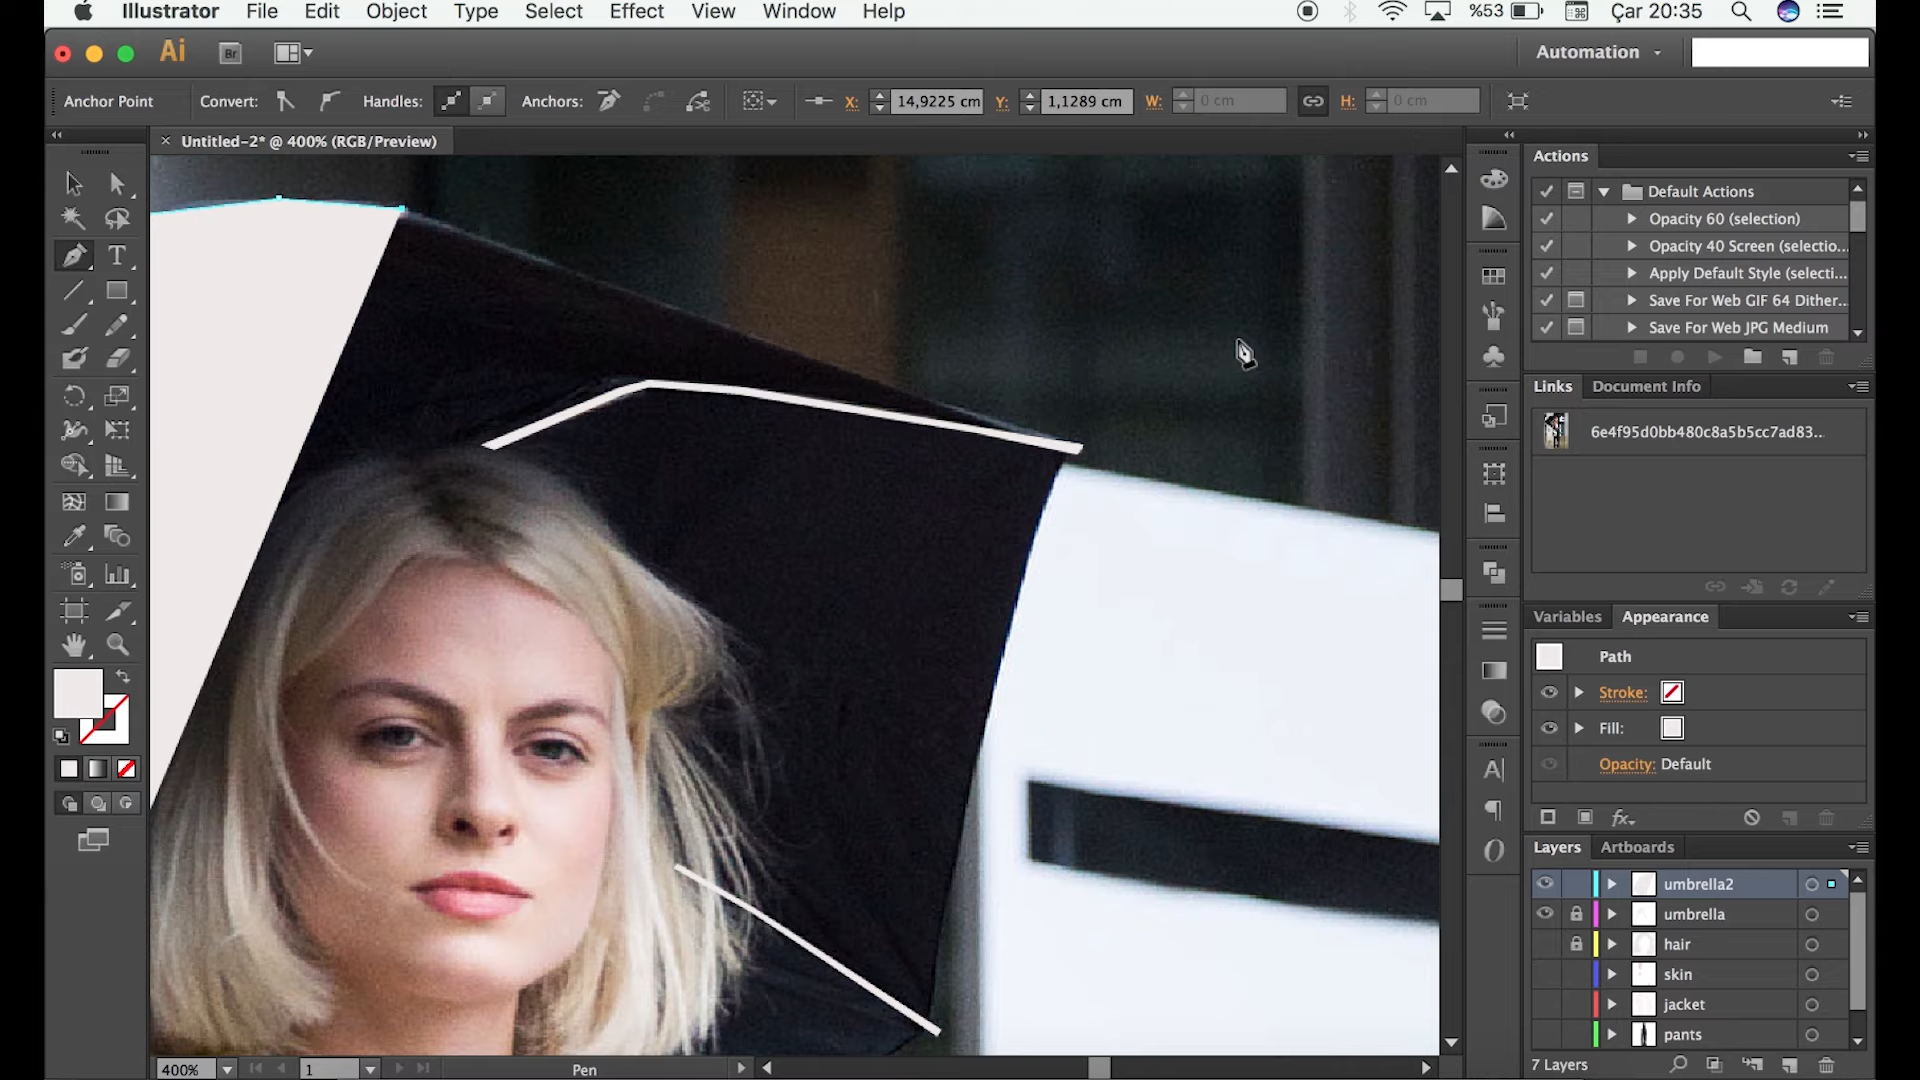 Illustrator File Edit Object Type Select Effect View Window Help %53 Çar 20:35
Ai Br Automation
Anchor Point Convert: Handles: Anchors: X: 14,9225 cm Y: 1,1289 cm W: 0 cm H: 0 cm
Untitled-2* @ 400% (RGB/Preview)
Actions
Default Actions
Opacity 60 (selection)
Opacity 40 Screen (selectio...
Apply Default Style (selecti...
Save For Web GIF 64 Dither...
Save For Web JPG Medium
Links Document Info
6e4f95d0bb480c8a5b5cc7ad83...
Variables Appearance
Path
Stroke:
Fill:
Opacity: Default
fx
Layers Artboards
umbrella2
umbrella
hair
skin
jacket
pants
7 Layers
400% 1 Pen